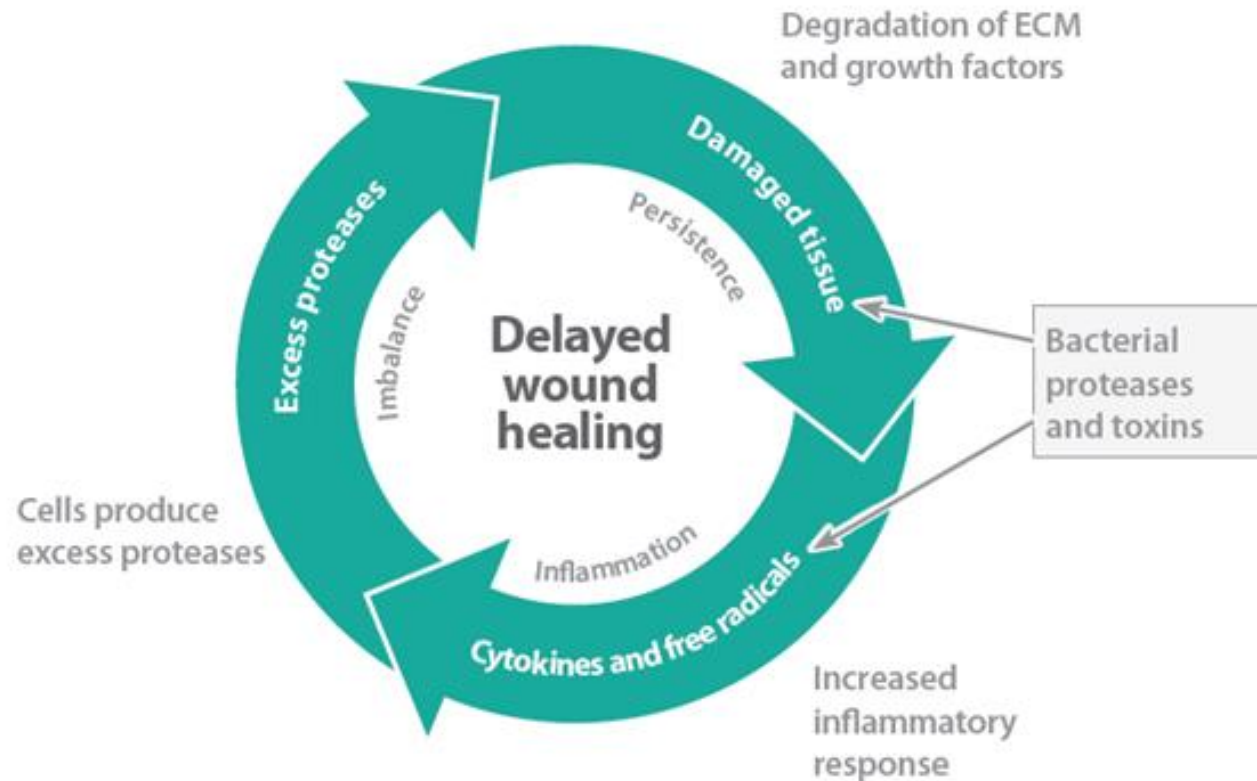 Degradation of ECM
and growth factors
Damaged tissue
Persistence
Excess proteases
Imbalance
Delayed
wound
healing
Bacterial
proteases
and toxins
Cells produce
excess proteases
Inflammation
Cytokines and free radicals
Increased
inflammatory
response